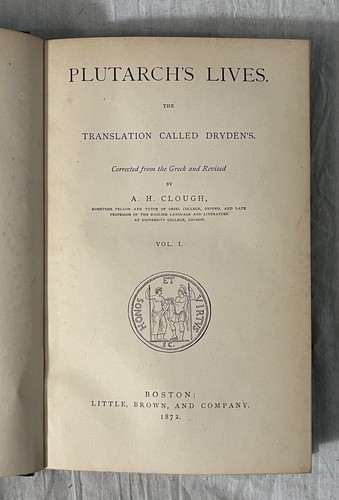 PLUTARCH'S LIVES.
THE
TRANSLATION CALLED DRYDEN'S.
Corrected from the Greek and Revised
BY
A. H. CLOUGH,
SOMETIME FELLOW AND TUTOR OF ORIEL COLLEGE, OXFORD, AND LATE
PROFESSOR OF THE ENGLISH LANGUAGE AND LITERATURE
AT UNIVERSITY COLLEGE, LONDON.
VOL. I.
HONOS ET VIRTVS
SC.
BOSTON:
LITTLE, BROWN, AND COMPANY.
1872.